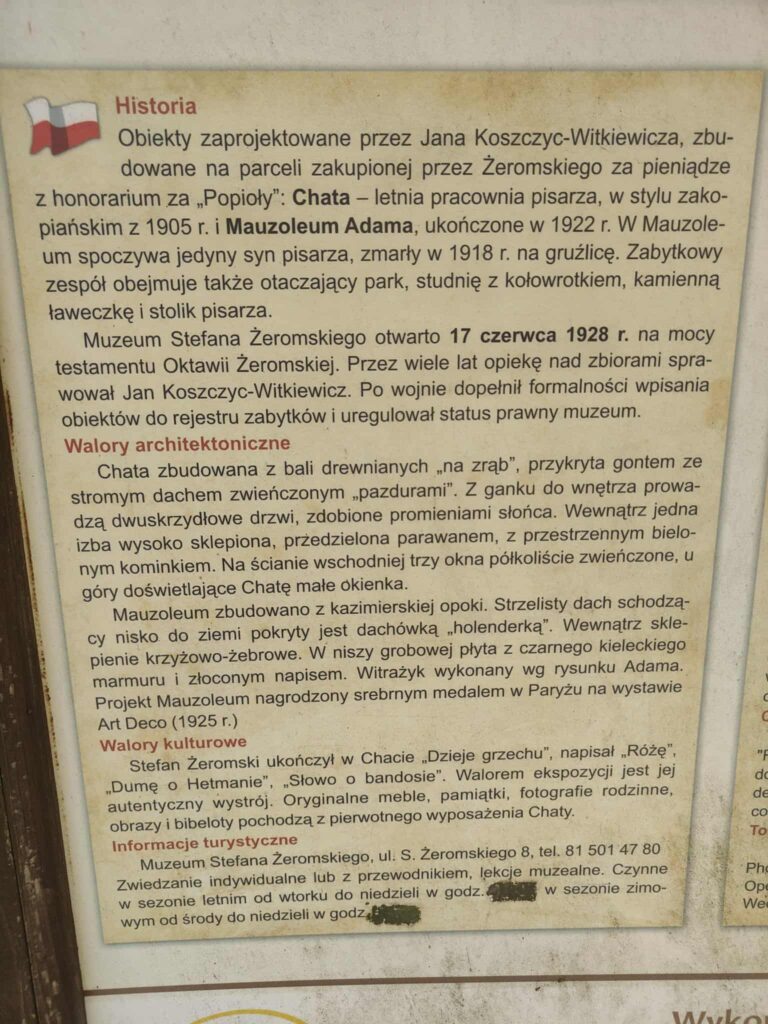 Historia
Obiekty zaprojektowane przez Jana Koszczyc-Witkiewicza, zbu-
dowane na parceli zakupionej przez Żeromskiego za pieniądze
z honorarium za „Popioły”: Chata – letnia pracownia pisarza, w stylu zako-
piańskim z 1905 r. i Mauzoleum Adama, ukończone w 1922 r. W Mauzole-
um spoczywa jedyny syn pisarza, zmarły w 1918 r. na gruźlicę. Zabytkowy
zespół obejmuje także otaczający park, studnię z kołowrotkiem, kamienną
ławeczkę i stolik pisarza.
Muzeum Stefana Żeromskiego otwarto 17 czerwca 1928 r. na mocy
testamentu Oktawii Żeromskiej. Przez wiele lat opiekę nad zbiorami spra-
wował Jan Koszczyc-Witkiewicz. Po wojnie dopełnił formalności wpisania
obiektów do rejestru zabytków i uregulował status prawny muzeum.
Walory architektoniczne
Chata zbudowana z bali drewnianych „na zrąb”, przykryta gontem ze
stromym dachem zwieńczonym „pazdurami”. Z ganku do wnętrza prowa-
dzą dwuskrzydłowe drzwi, zdobione promieniami słońca. Wewnątrz jedna
izba wysoko sklepiona, przedzielona parawanem, z przestrzennym bielo-
nym kominkiem. Na ścianie wschodniej trzy okna półkoliście zwieńczone, u
góry doświetlające Chatę małe okienka.
Mauzoleum zbudowano z kazimierskiej opoki. Strzelisty dach schodzą-
cy nisko do ziemi pokryty jest dachówką „holenderką”. Wewnątrz skle-
pienie krzyżowo-żebrowe. W niszy grobowej płyta z czarnego kieleckiego
marmuru i złoconym napisem. Witrażyk wykonany wg rysunku Adama.
Projekt Mauzoleum nagrodzony srebrnym medalem w Paryżu na wystawie
Art Deco (1925 r.)
Walory kulturowe
Stefan Żeromski ukończył w Chacie „Dzieje grzechu”, napisał „Różę”,
„Dumę o Hetmanie”, „Słowo o bandosie”. Walorem ekspozycji jest jej
autentyczny wystrój. Oryginalne meble, pamiątki, fotografie rodzinne,
obrazy i bibeloty pochodzą z pierwotnego wyposażenia Chaty.
Informacje turystyczne
Muzeum Stefana Żeromskiego, ul. S. Żeromskiego 8, tel. 81 501 47 80
Zwiedzanie indywidualne lub z przewodnikiem, lekcje muzealne. Czynne
w sezonie letnim od wtorku do niedzieli w godz. w sezonie zimo-
wym od środy do niedzieli w godz.